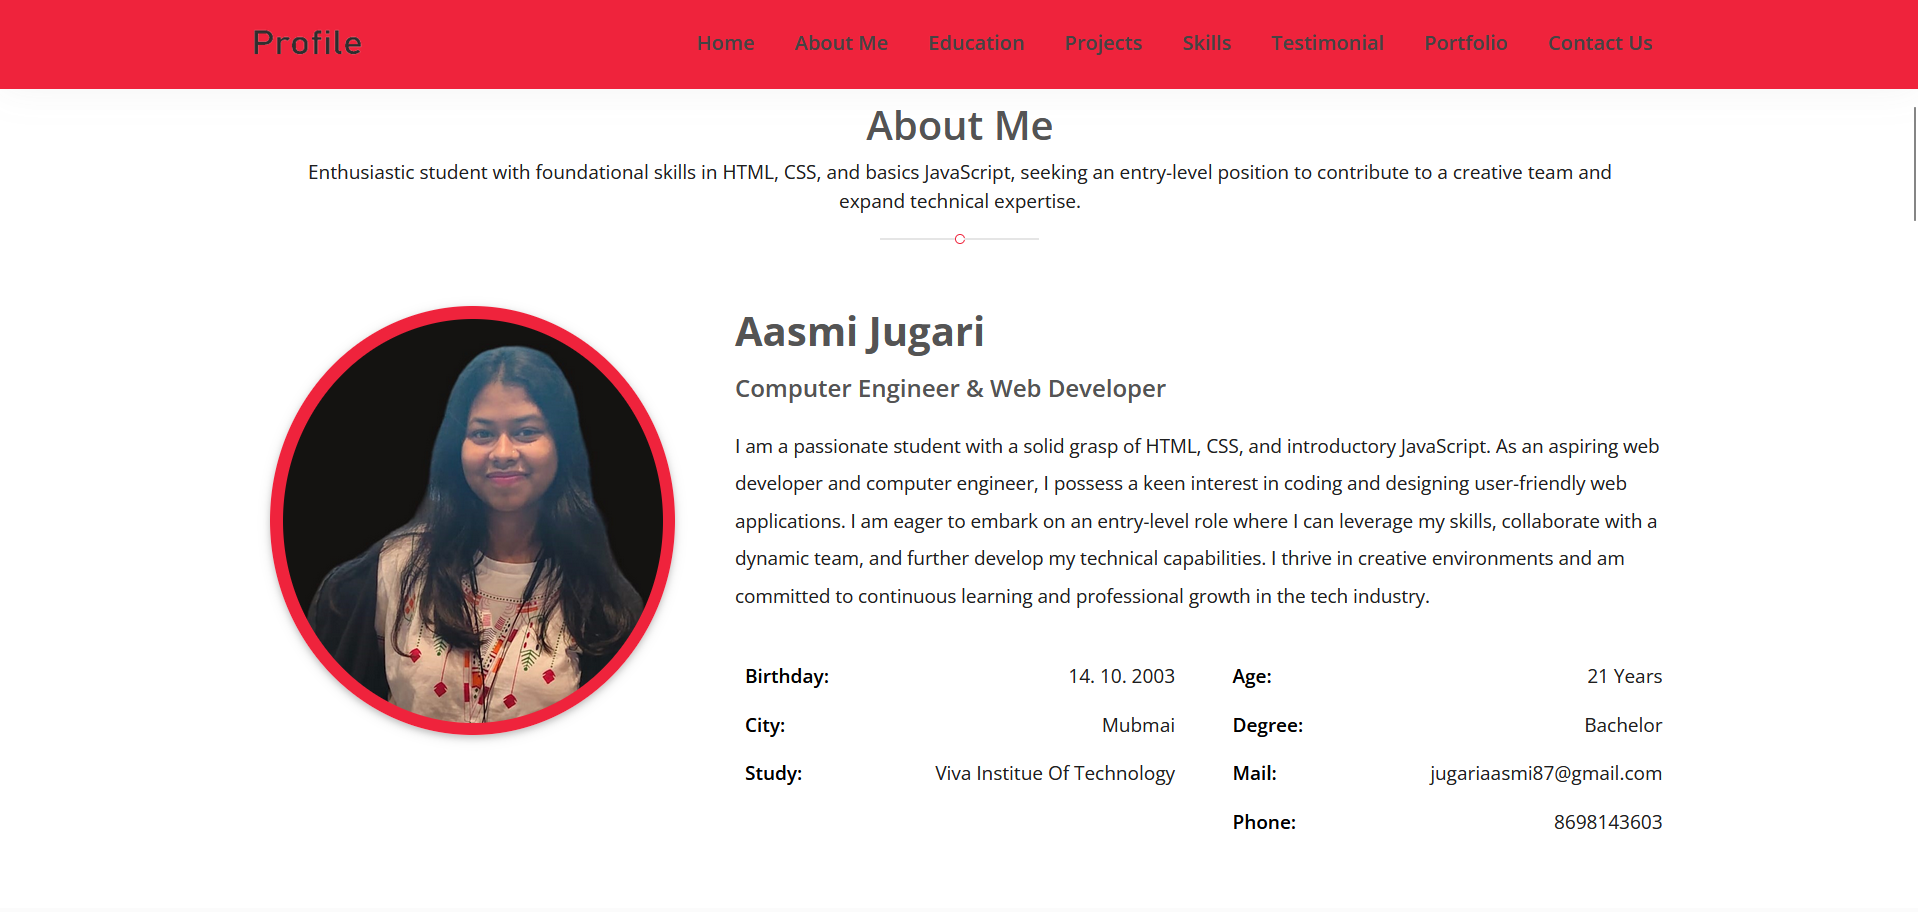 Profile
Home About Me Education Projects Skills Testimonial Portfolio Contact Us
About Me
Enthusiastic student with foundational skills in HTML, CSS, and basics JavaScript, seeking an entry-level position to contribute to a creative team and
expand technical expertise.
Aasmi Jugari
Computer Engineer & Web Developer
I am a passionate student with a solid grasp of HTML, CSS, and introductory JavaScript. As an aspiring web
developer and computer engineer, I possess a keen interest in coding and designing user-friendly web
applications. I am eager to embark on an entry-level role where I can leverage my skills, collaborate with a
dynamic team, and further develop my technical capabilities. I thrive in creative environments and am
committed to continuous learning and professional growth in the tech industry.
Birthday: 14. 10. 2003 Age: 21 Years
City: Mubmai Degree: Bachelor
Study: Viva Institue Of Technology Mail: jugariaasmi87@gmail.com
Phone: 8698143603